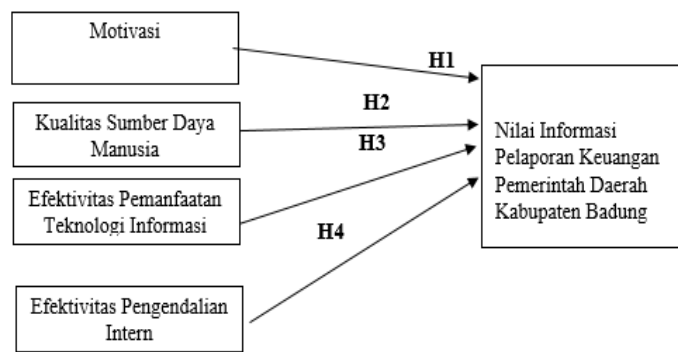 Motivasi
H1
H2
Kualitas Sumber Daya
Manusia
H3
Efektivitas Pemanfaatan
Teknologi Informasi
H4
Efektivitas Pengendalian
Intern
Nilai Informasi
Pelaporan Keuangan
Pemerintah Daerah
Kabupaten Badung